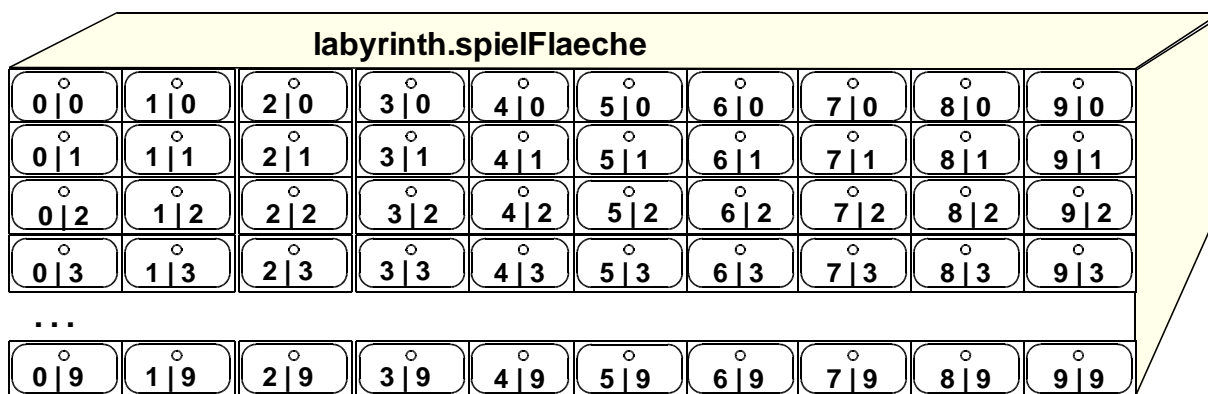 labyrinth.spielFlaeche
0 | 0 1 | 0 2 | 0 3 | 0 4 | 0 5 | 0 6 | 0 7 | 0 8 | 0 9 | 0
0 | 1 1 | 1 2 | 1 3 | 1 4 | 1 5 | 1 6 | 1 7 | 1 8 | 1 9 | 1
0 | 2 1 | 2 2 | 2 3 | 2 4 | 2 5 | 2 6 | 2 7 | 2 8 | 2 9 | 2
0 | 3 1 | 3 2 | 3 3 | 3 4 | 3 5 | 3 6 | 3 7 | 3 8 | 3 9 | 3
. . .
0 | 9 1 | 9 2 | 9 3 | 9 4 | 9 5 | 9 6 | 9 7 | 9 8 | 9 9 | 9